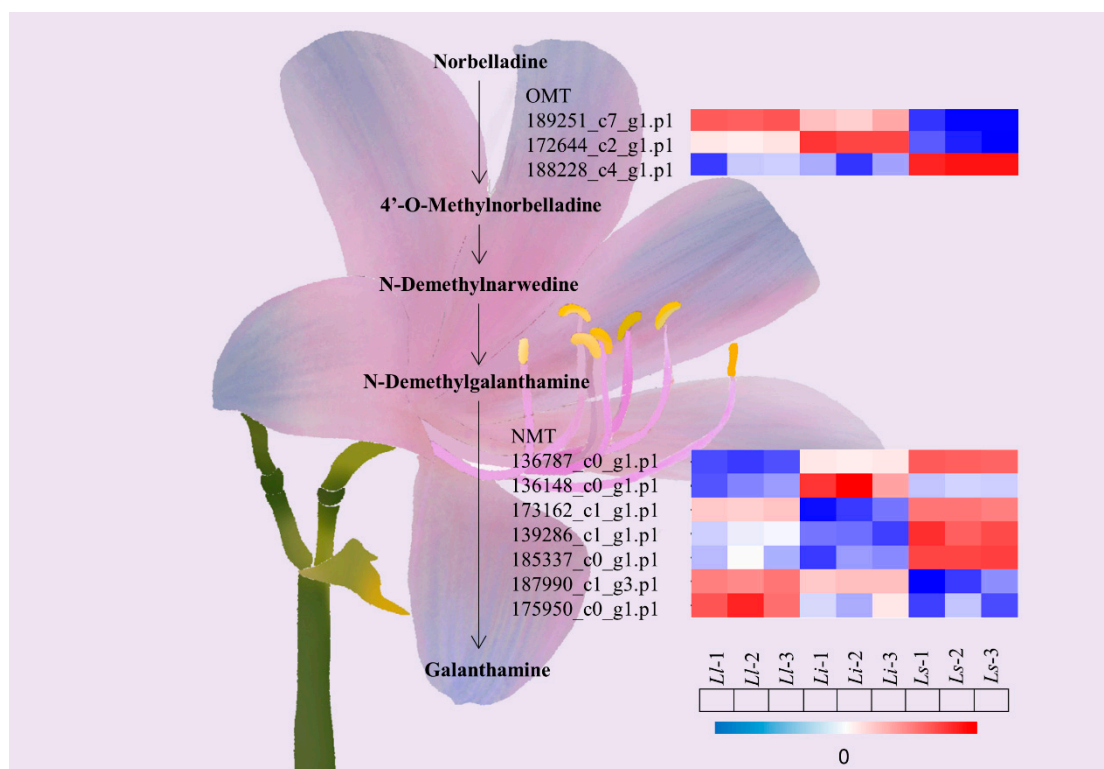 Norbelladine
OMT
189251_c7_g1.p1
172644_c2_g1.p1
188228_c4_g1.p1
4’-O-Methylnorbelladine
N-Demethylnarwedine
N-Demethylgalanthamine
NMT
136787_c0_g1.p1
136148_c0_g1.p1
173162_c1_g1.p1
139286_c1_g1.p1
185337_c0_g1.p1
187990_c1_g3.p1
175950_c0_g1.p1
Galanthamine
Ll-1
Ll-2
Ll-3
Li-1
Li-2
Li-3
Ls-1
Ls-2
Ls-3
0